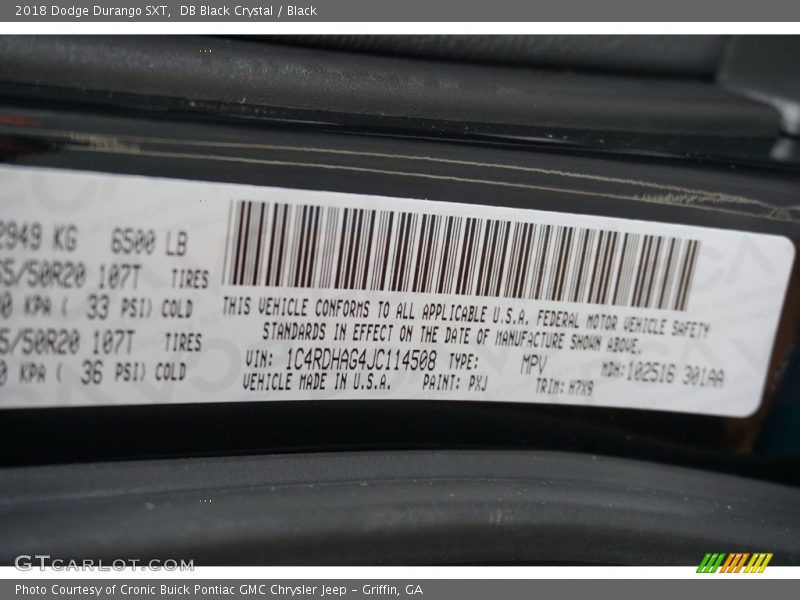 2018 Dodge Durango SXT,  DB Black Crystal / Black
2949 KG 6500 LB
5/50R20 107T TIRES
0 KPA ( 33 PSI) COLD
5/50R20 107T TIRES
0 KPA ( 36 PSI) COLD
THIS VEHICLE CONFORMS TO ALL APPLICABLE U.S.A. FEDERAL MOTOR VEHICLE SAFETY
STANDARDS IN EFFECT ON THE DATE OF MANUFACTURE SHOWN ABOVE.
VIN: 1C4RDHAG4JC114508 TYPE: MPV MDH: 102516 301AA
VEHICLE MADE IN U.S.A. PAINT: PXJ TRIM: H7X9
GTCARLOT.COM
Photo Courtesy of Cronic Buick Pontiac GMC Chrysler Jeep - Griffin, GA